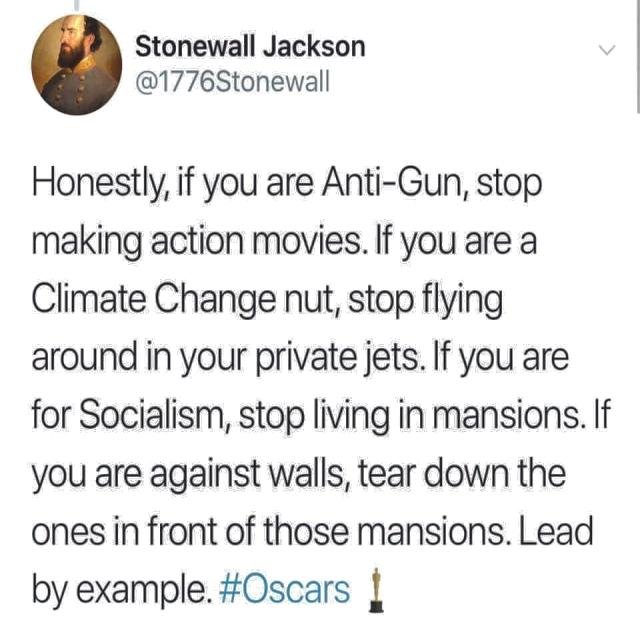 Stonewall Jackson
@1776Stonewall
Honestly, if you are Anti-Gun, stop
making action movies. If you are a
Climate Change nut, stop flying
around in your private jets. If you are
for Socialism, stop living in mansions. If
you are against walls, tear down the
ones in front of those mansions. Lead
by example. #Oscars